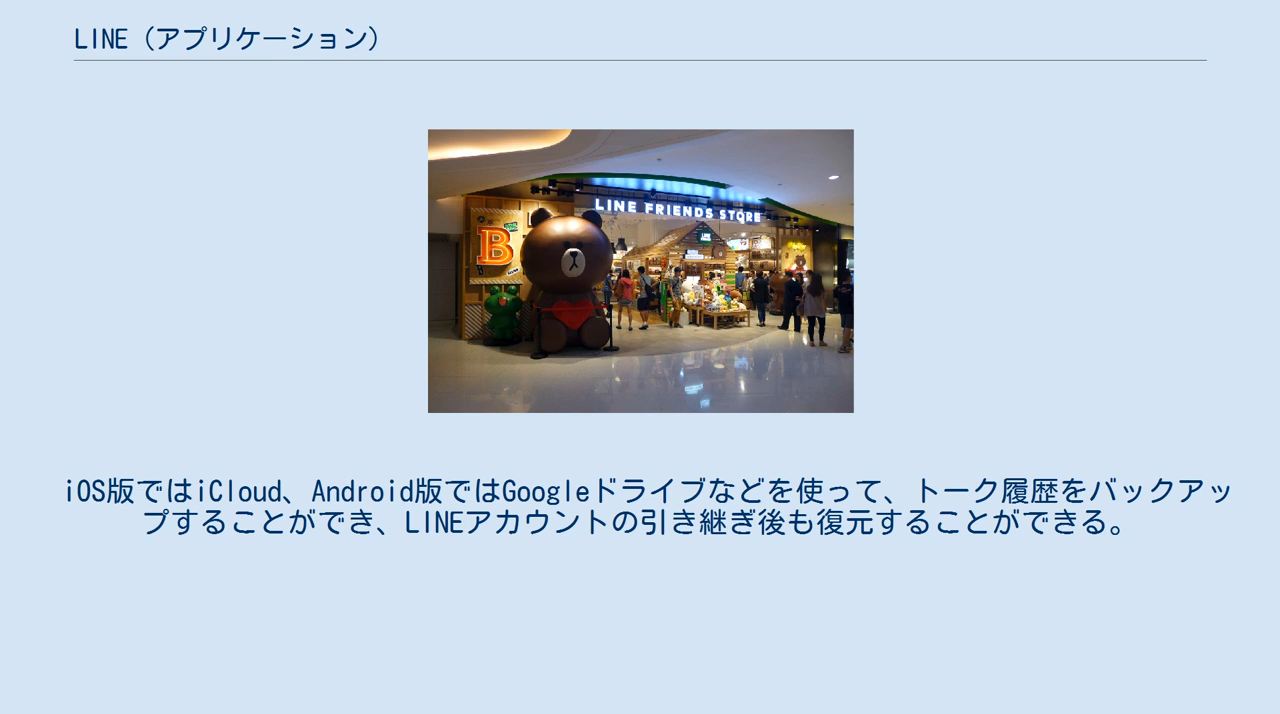 LINE（アプリケーション）
LINE FRIENDS STORE
B
iOS版ではiCloud、Android版ではGoogleドライブなどを使って、トーク履歴をバックアッ
プすることができ、LINEアカウントの引き継ぎ後も復元することができる。